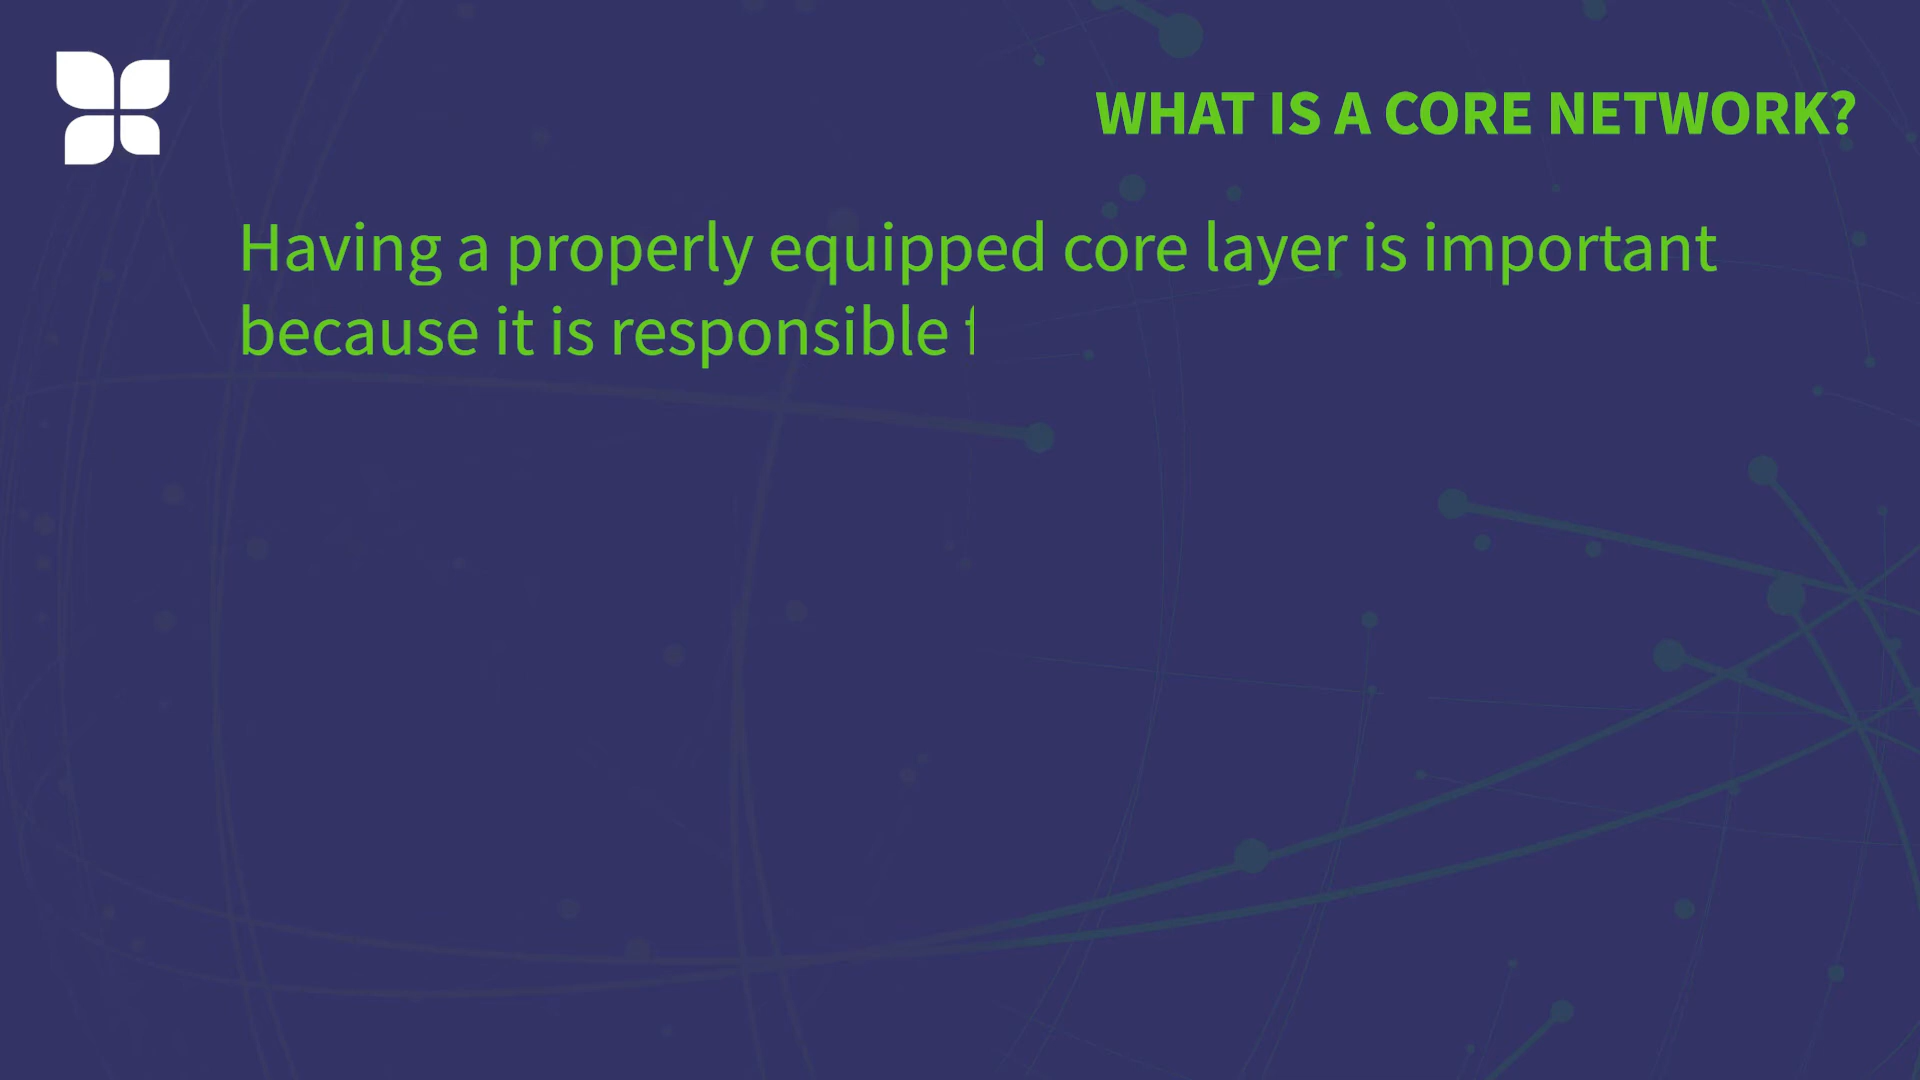 WHAT IS A CORE NETWORK?
Having a properly equipped core layer is important
because it is responsible